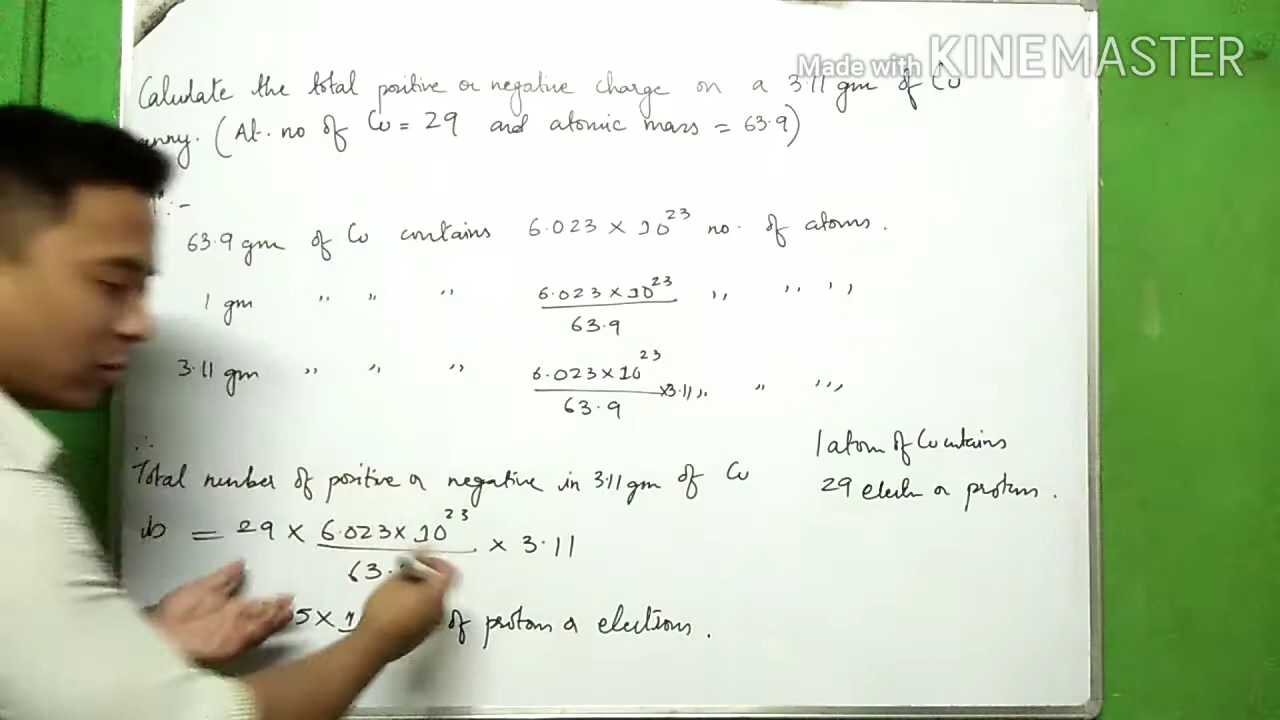 Made with KINEMASTER
Calculate the total positive or negative charge on a 3.11 gm of Cu
(At. no of Cu = 29 and atomic mass = 63.9)
:-
63.9 gm of Cu contains 6.023 × 10²³ no. of atoms.
1 gm ,, ,, ,, 6.023 × 10²³ / 63.9 ,, ,, ,,
3.11 gm ,, ,, ,, 6.023 × 10²³ / 63.9 × 3.11 ,, ,, ,,
1 atom of Cu contains
29 electn or protons.
∴
Total number of positive or negative in 3.11 gm of Cu
is = 29 × 6.023 × 10²³ / 63. × 3.11
5 × 1 of protons or electrons.